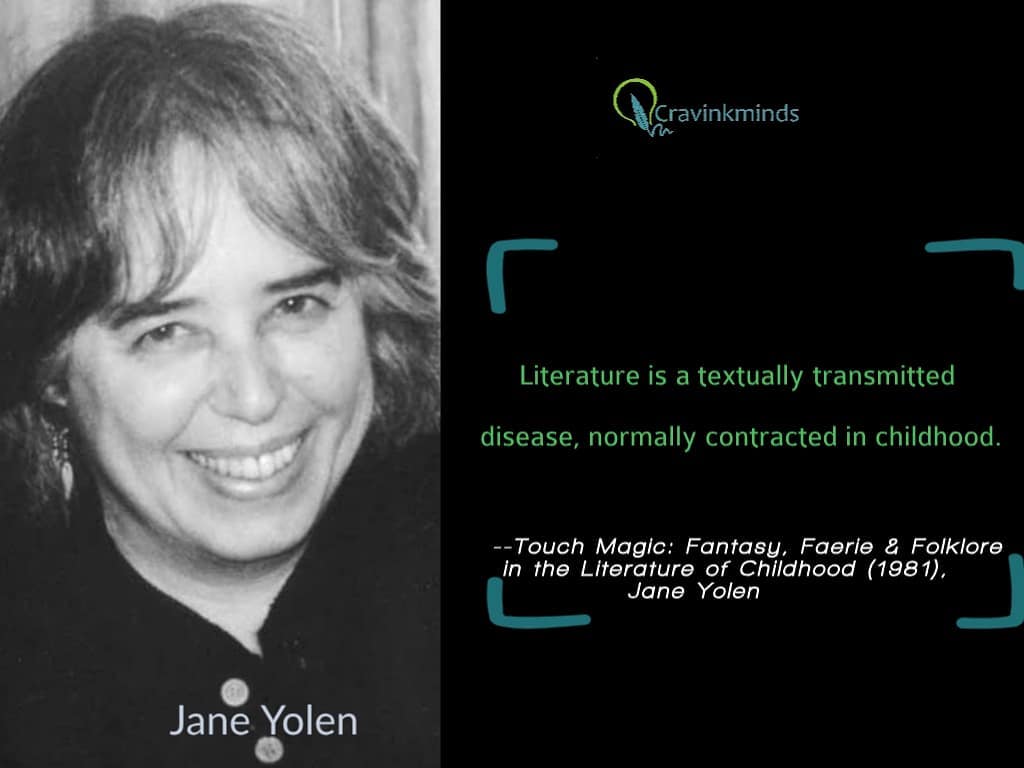 Cravinkminds
Literature is a textually transmitted
disease, normally contracted in childhood.
--Touch Magic: Fantasy, Faerie & Folklore
in the Literature of Childhood (1981),
Jane Yolen
Jane Yolen